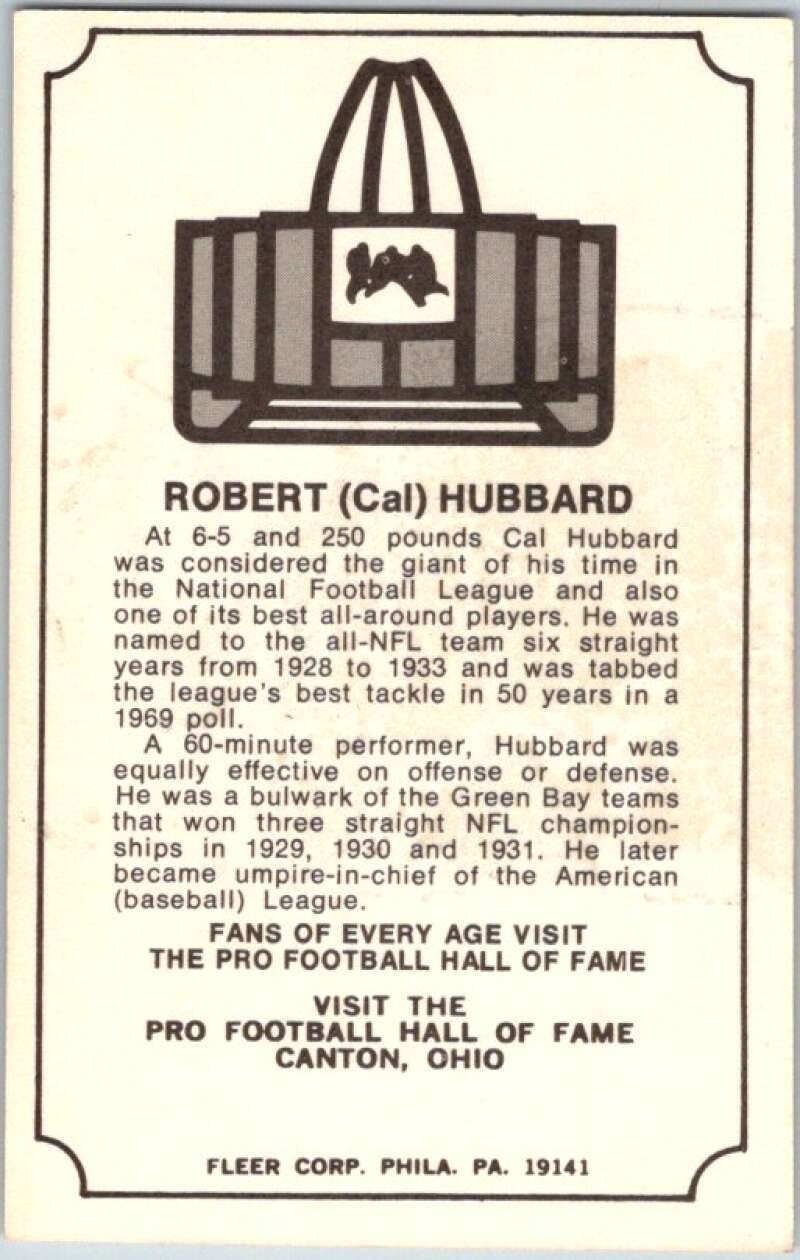 ROBERT (Cal) HUBBARD
At 6-5 and 250 pounds Cal Hubbard
was considered the giant of his time in
the National Football League and also
one of its best all-around players. He was
named to the all-NFL team six straight
years from 1928 to 1933 and was tabbed
the league's best tackle in 50 years in a
1969 poll.
A 60-minute performer, Hubbard was
equally effective on offense or defense.
He was a bulwark of the Green Bay teams
that won three straight NFL champion-
ships in 1929, 1930 and 1931. He later
became umpire-in-chief of the American
(baseball) League.
FANS OF EVERY AGE VISIT
THE PRO FOOTBALL HALL OF FAME
VISIT THE
PRO FOOTBALL HALL OF FAME
CANTON, OHIO
FLEER CORP. PHILA. PA. 19141